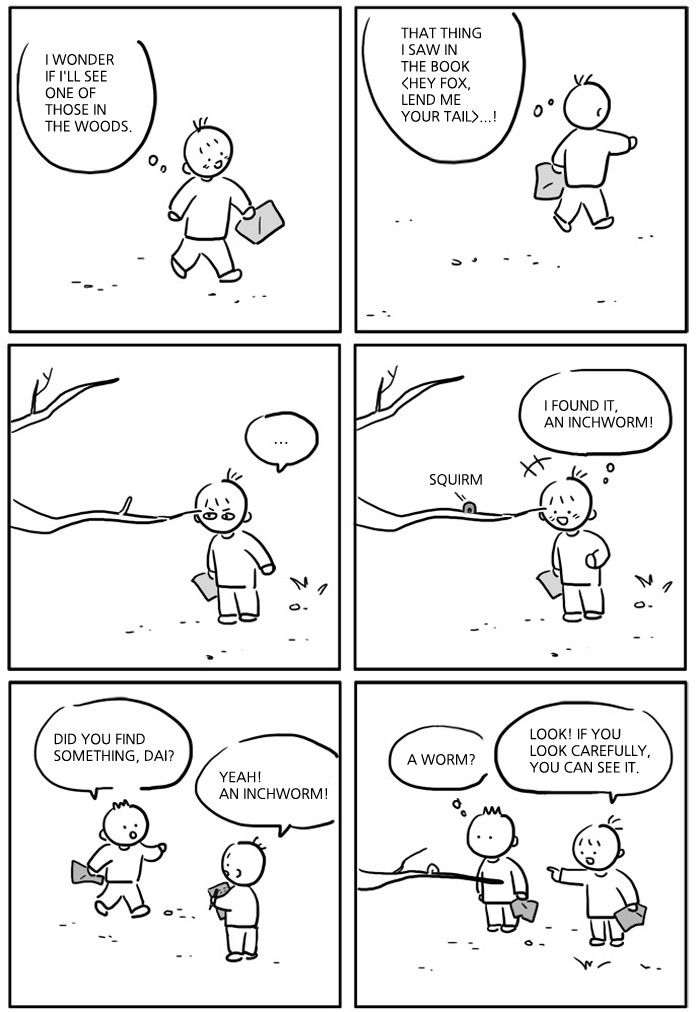 I WONDER
IF I'LL SEE
ONE OF
THOSE IN
THE WOODS.
THAT THING
I SAW IN
THE BOOK
<HEY FOX,
LEND ME
YOUR TAIL>...!
...
I FOUND IT,
AN INCHWORM!
SQUIRM
DID YOU FIND
SOMETHING, DAI?
YEAH!
AN INCHWORM!
A WORM?
LOOK! IF YOU
LOOK CAREFULLY,
YOU CAN SEE IT.